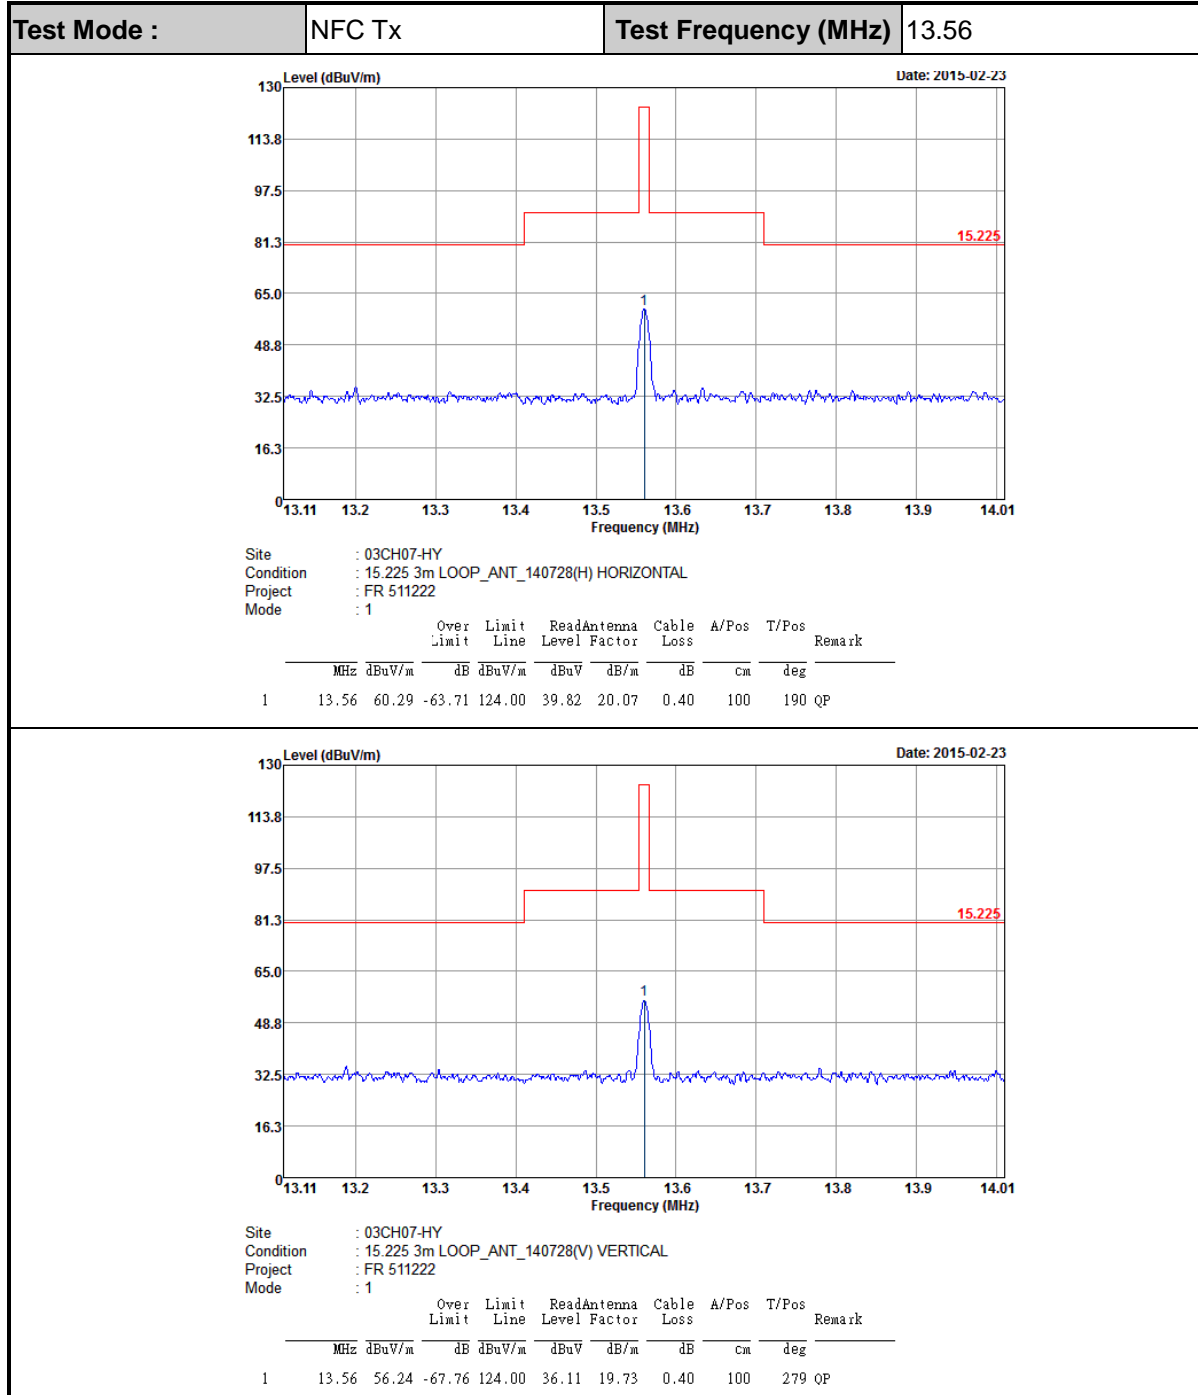 Test Mode : NFC Tx Test Frequency (MHz) 13.56
Level (dBuV/m) Date: 2015-02-23
130
113.8
97.5
81.3 15.225
65.0
1
48.8
32.5
16.3
0
13.11 13.2 13.3 13.4 13.5 13.6 13.7 13.8 13.9 14.01
Frequency (MHz)
Site : 03CH07-HY
Condition : 15.225 3m LOOP_ANT_140728(H) HORIZONTAL
Project : FR 511222
Mode : 1
Over Limit ReadAntenna Cable A/Pos T/Pos
Limit Line Level Factor Loss Remark
MHz dBuV/m dB dBuV/m dBuV dB/m dB cm deg
1 13.56 60.29 -63.71 124.00 39.82 20.07 0.40 100 190 QP
Level (dBuV/m) Date: 2015-02-23
130
113.8
97.5
81.3 15.225
65.0
1
48.8
32.5
16.3
0
13.11 13.2 13.3 13.4 13.5 13.6 13.7 13.8 13.9 14.01
Frequency (MHz)
Site : 03CH07-HY
Condition : 15.225 3m LOOP_ANT_140728(V) VERTICAL
Project : FR 511222
Mode : 1
Over Limit ReadAntenna Cable A/Pos T/Pos
Limit Line Level Factor Loss Remark
MHz dBuV/m dB dBuV/m dBuV dB/m dB cm deg
1 13.56 56.24 -67.76 124.00 36.11 19.73 0.40 100 279 QP